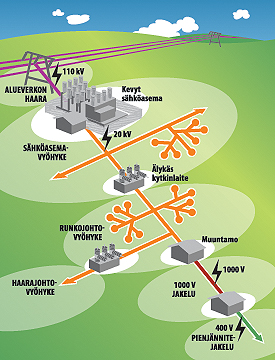 110 kV
ALUEVERKON
HAARA
Kevyt
sähköasema
20 kV
SÄHKÖASEMA-
VYÖHYKE
Älykäs
kytkinlaite
RUNKOJOHTO-
VYÖHYKE
Muuntamo
HAARAJOHTO-
VYÖHYKE
1000 V
1000 V
JAKELU
400 V
PIENJÄNNITE-
JAKELU